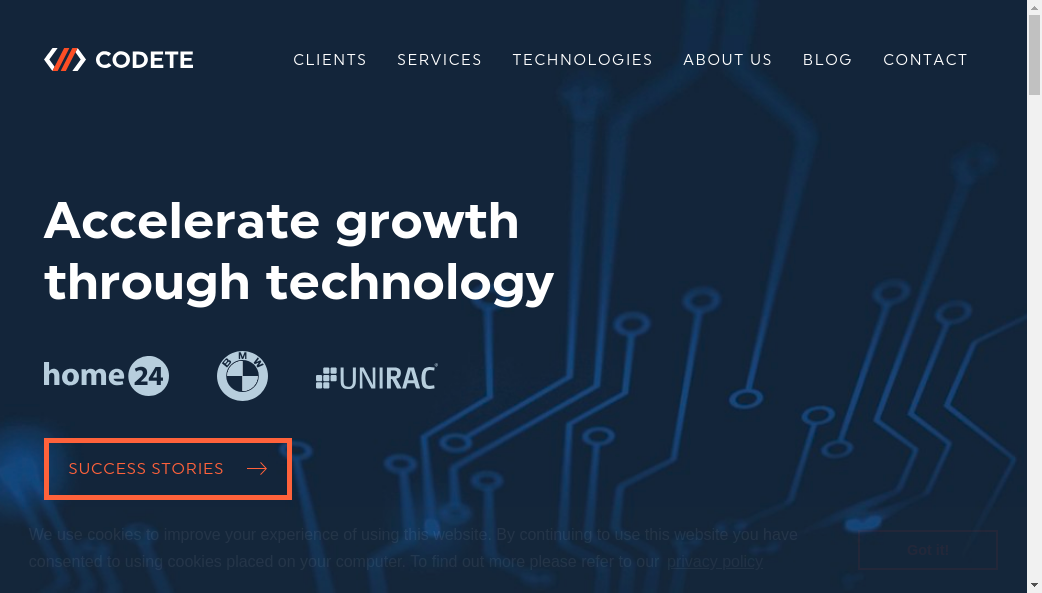 CODETE
CLIENTS SERVICES TECHNOLOGIES ABOUT US BLOG CONTACT
Accelerate growth
through technology
home24 BMW UNIRAC
SUCCESS STORIES
We use cookies to improve your experience of using this website. By continuing to use this website you have
consented to using cookies placed on your computer. To find out more please refer to our privacy policy
Got it!